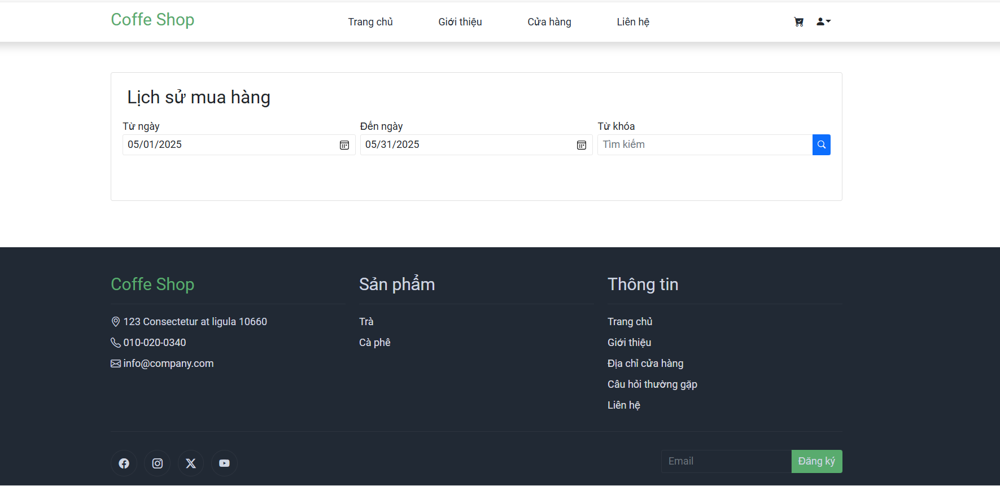 Coffe Shop
Trang chủ
Giới thiệu
Cửa hàng
Liên hệ
Lịch sử mua hàng
Từ ngày
Đến ngày
Từ khóa
05/01/2025
05/31/2025
Tìm kiếm
Coffe Shop
123 Consectetur at ligula 10660
010-020-0340
info@company.com
Sản phẩm
Trà
Cà phê
Thông tin
Trang chủ
Giới thiệu
Địa chỉ cửa hàng
Câu hỏi thường gặp
Liên hệ
Email
Đăng ký